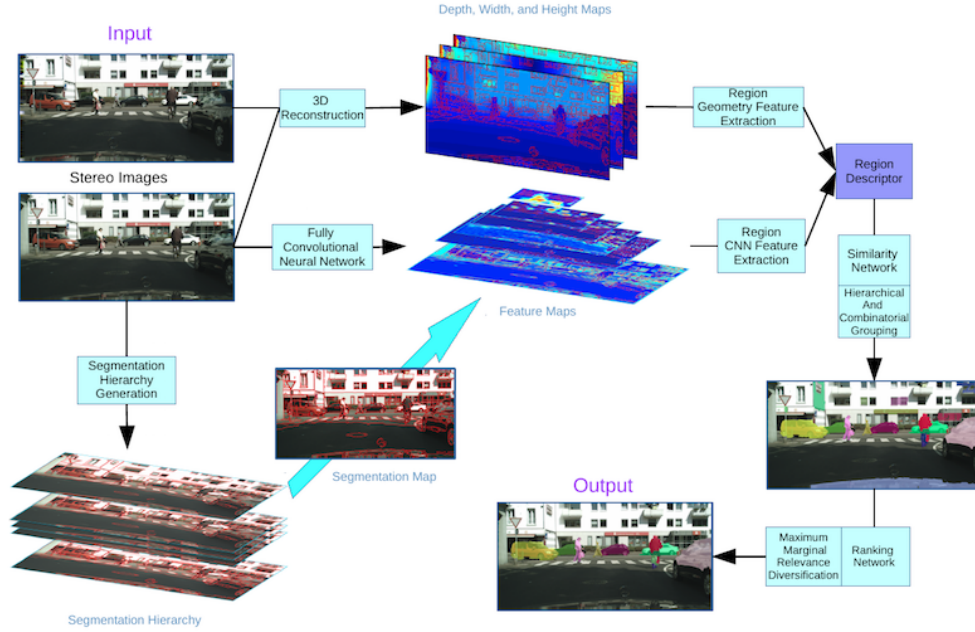 Depth, Width, and Height Maps
Input
3D
Reconstruction
Region
Geometry Feature
Extraction
Region
Descriptor
Stereo Images
Fully
Convolutional
Neural Network
Region
CNN Feature
Extraction
Similarity
Network
Hierarchical
And
Combinatorial
Grouping
Feature Maps
Segmentation
Hierarchy
Generation
Segmentation Map
Output
Maximum
Marginal
Relevance
Diversification
Ranking
Network
Segmentation Hierarchy